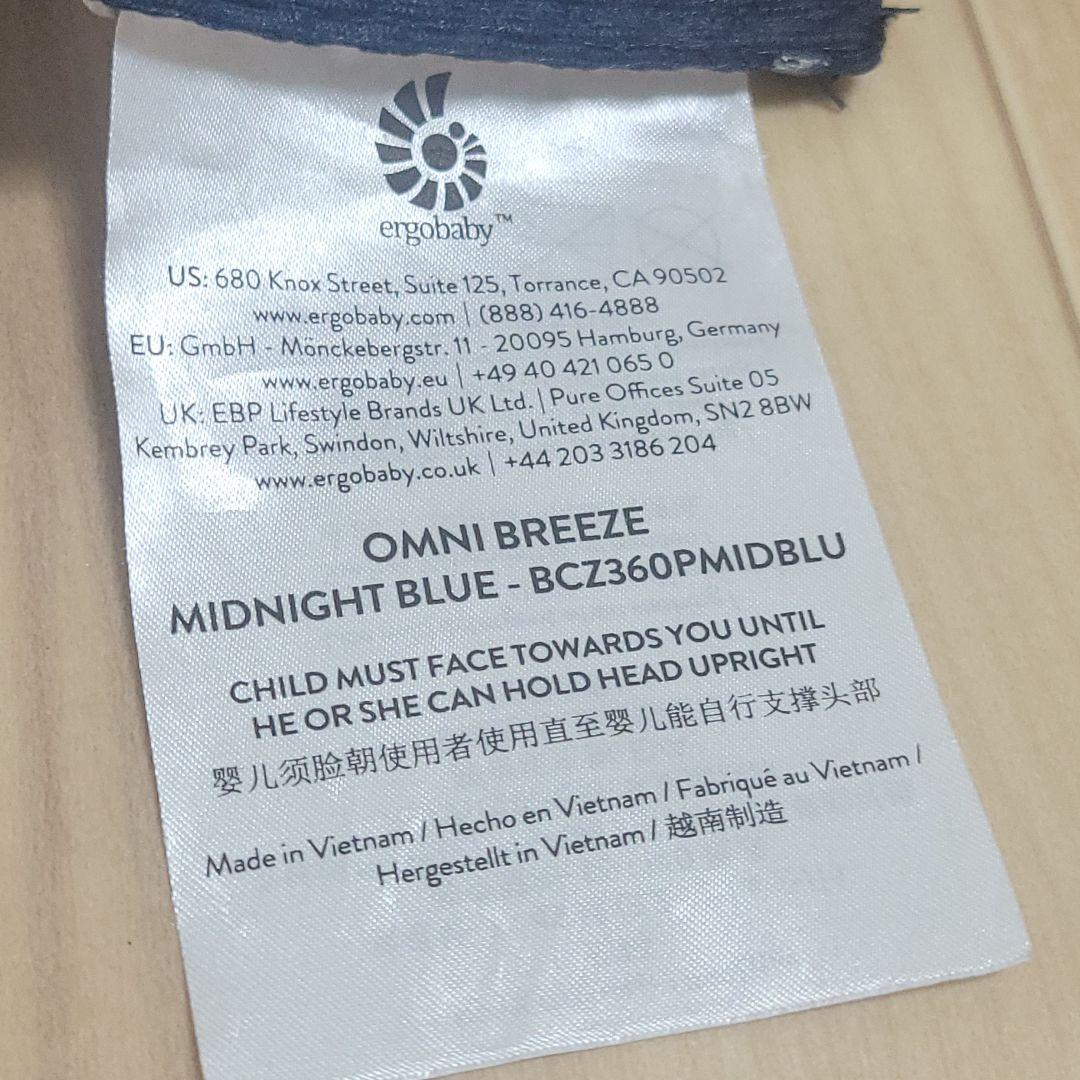 ergobaby™
US: 680 Knox Street, Suite 125, Torrance, CA 90502
www.ergobaby.com | (888) 416-4888
EU: GmbH - Mönckebergstr. 11 - 20095 Hamburg, Germany
www.ergobaby.eu | +49 40 421 065 0
UK: EBP Lifestyle Brands UK Ltd. | Pure Offices Suite 05
Kembrey Park, Swindon, Wiltshire, United Kingdom, SN2 8BW
www.ergobaby.co.uk | +44 203 3186 204
OMNI BREEZE
MIDNIGHT BLUE - BCZ360PMIDBLU
CHILD MUST FACE TOWARDS YOU UNTIL
HE OR SHE CAN HOLD HEAD UPRIGHT
婴儿须脸朝使用者使用直至婴儿能自行支撑头部
Made in Vietnam / Hecho en Vietnam / Fabriqué au Vietnam /
Hergestellt in Vietnam / 越南制造